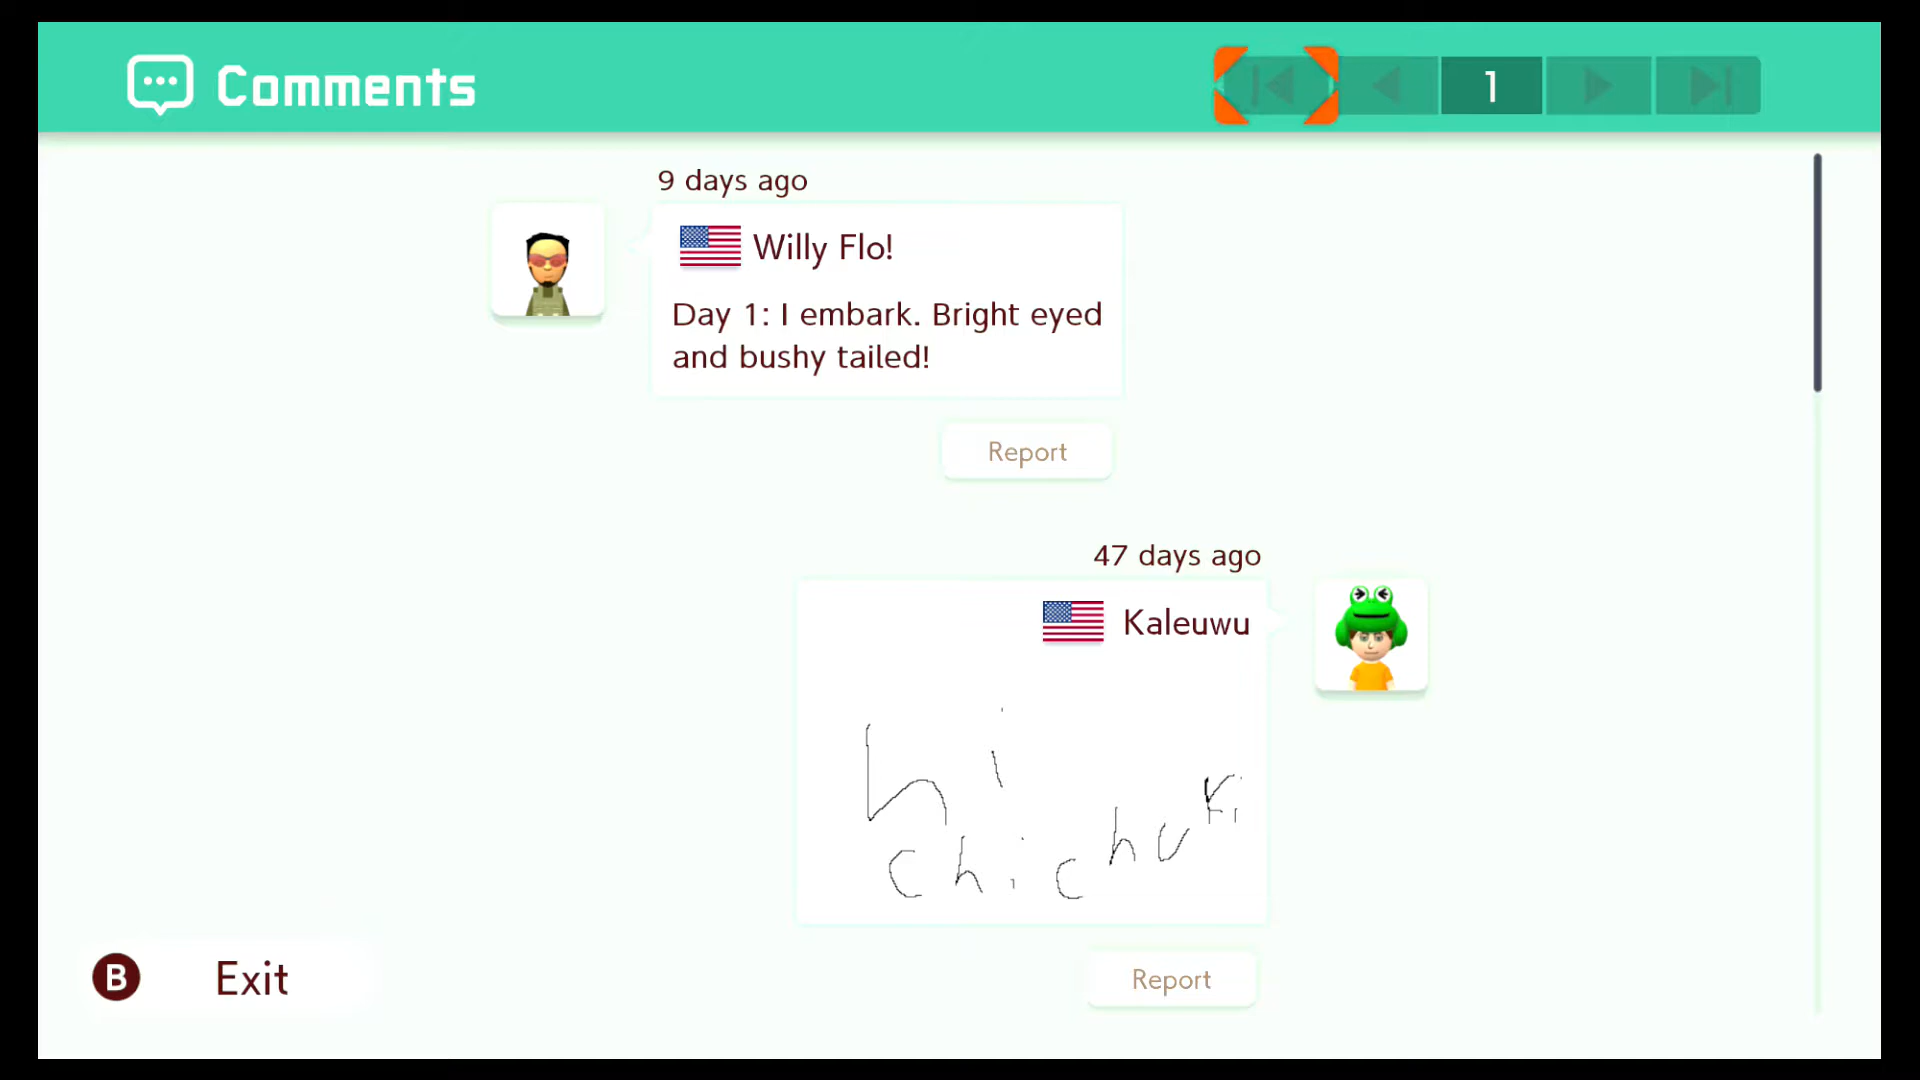 Comments
1
9 days ago
Willy Flo!
Day 1: I embark. Bright eyed
and bushy tailed!
Report
47 days ago
Kaleuwu
hi
chichuki
Report
B Exit